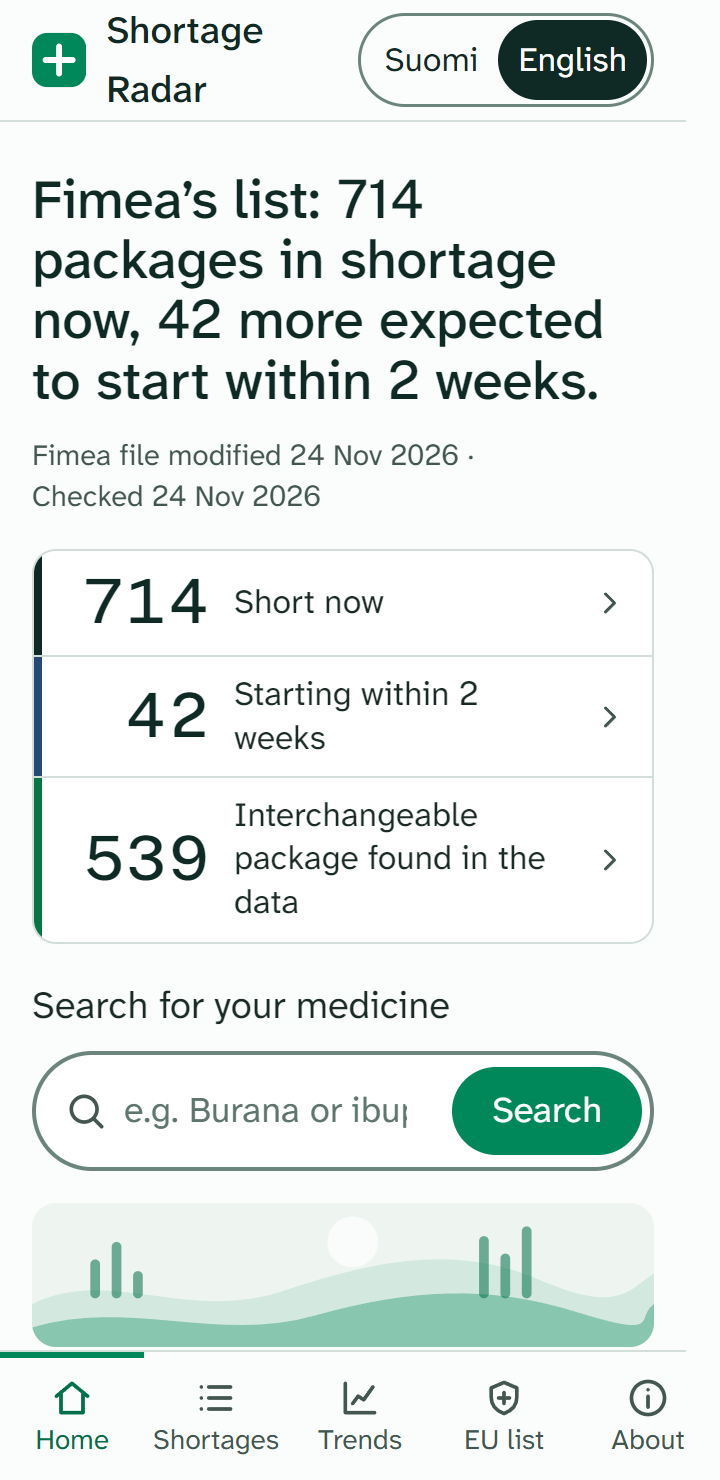 Shortage
Radar
Suomi
English
Fimea’s list: 714
packages in shortage
now, 42 more expected
to start within 2 weeks.
Fimea file modified 24 Nov 2026 ·
Checked 24 Nov 2026
714 Short now
42 Starting within 2
weeks
539 Interchangeable
package found in the
data
Search for your medicine
e.g. Burana or ibu
Search
Home
Shortages
Trends
EU list
About